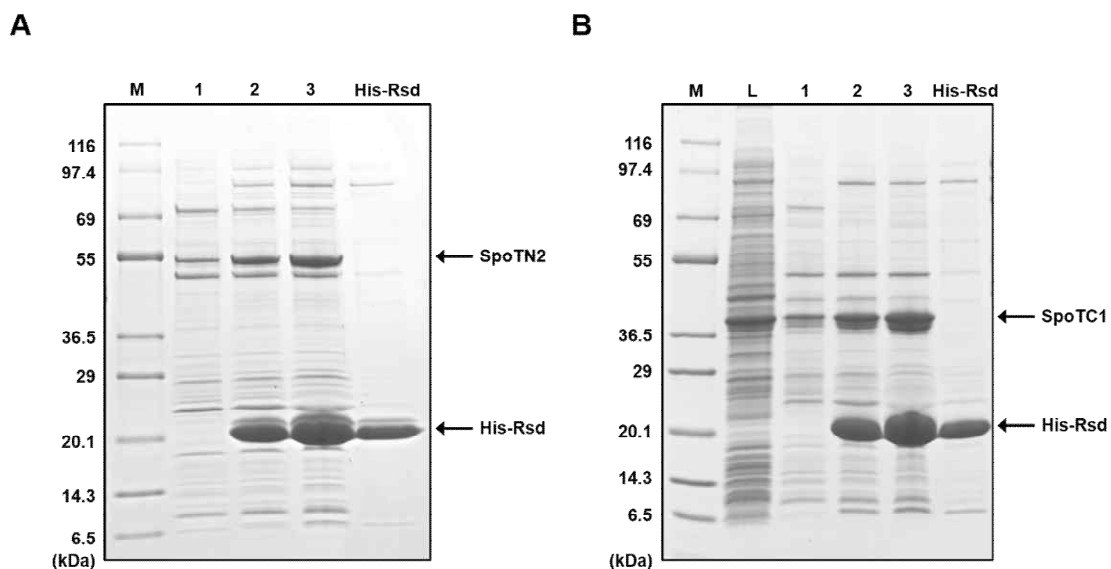 A
M 1 2 3 His-Rsd
116
97.4
69
55
36.5
29
20.1
14.3
6.5
(kDa)
SpoTN2
His-Rsd
B
M L 1 2 3 His-Rsd
116
97.4
69
55
36.5
29
20.1
14.3
6.5
(kDa)
SpoTC1
His-Rsd